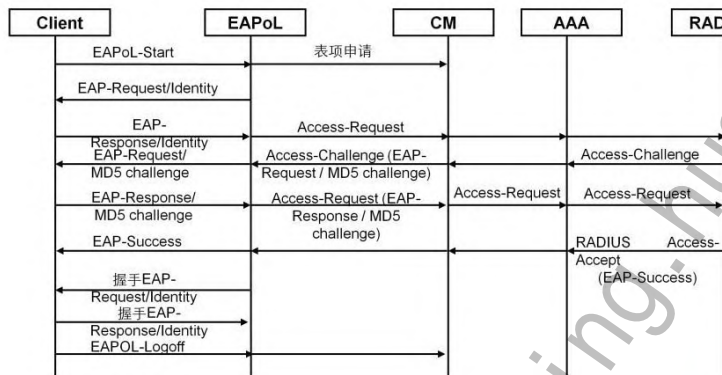 Client EAPoL CM AAA RAD
EAPoL-Start 表项申请
EAP-Request/Identity
EAP-
Response/Identity Access-Request
EAP-Request/
MD5 challenge Access-Challenge (EAP-
Request / MD5 challenge) Access-Challenge
EAP-Response/
MD5 challenge Access-Request (EAP-
Response / MD5
challenge) Access-Request Access-Request
EAP-Success RADIUS Access-
Accept
(EAP-Success)
握手EAP-
Request/Identity
握手EAP-
Response/Identity
EAPOL-Logoff
ing.hu